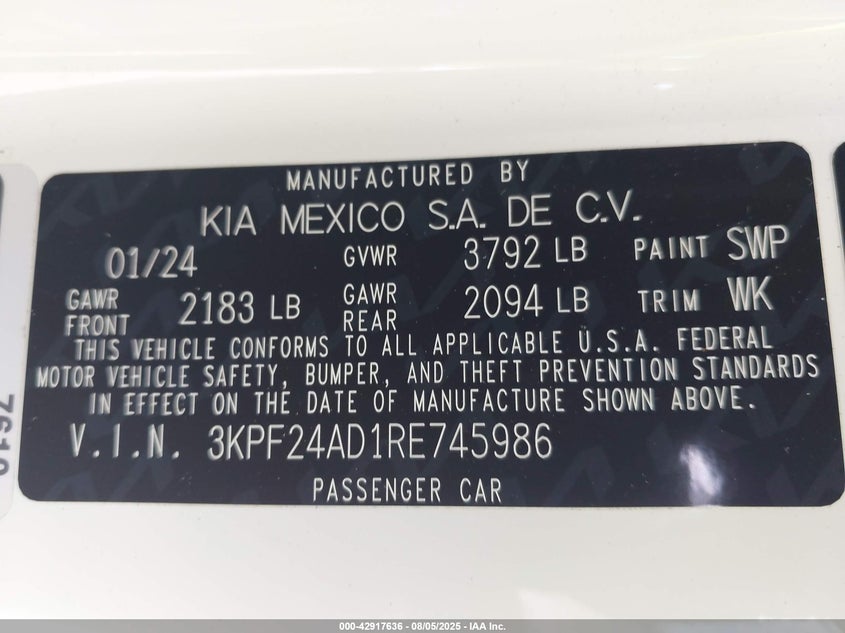 MANUFACTURED BY
KIA MEXICO S.A. DE C.V.
01/24 GVWR 3792 LB PAINT SWP
GAWR FRONT 2183 LB GAWR REAR 2094 LB TRIM WK
THIS VEHICLE CONFORMS TO ALL APPLICABLE U.S.A. FEDERAL
MOTOR VEHICLE SAFETY, BUMPER, AND THEFT PREVENTION STANDARDS
IN EFFECT ON THE DATE OF MANUFACTURE SHOWN ABOVE.
V.I.N. 3KPF24AD1RE745986
PASSENGER CAR
000-42917636 - 08/05/2025 - IAA Inc.